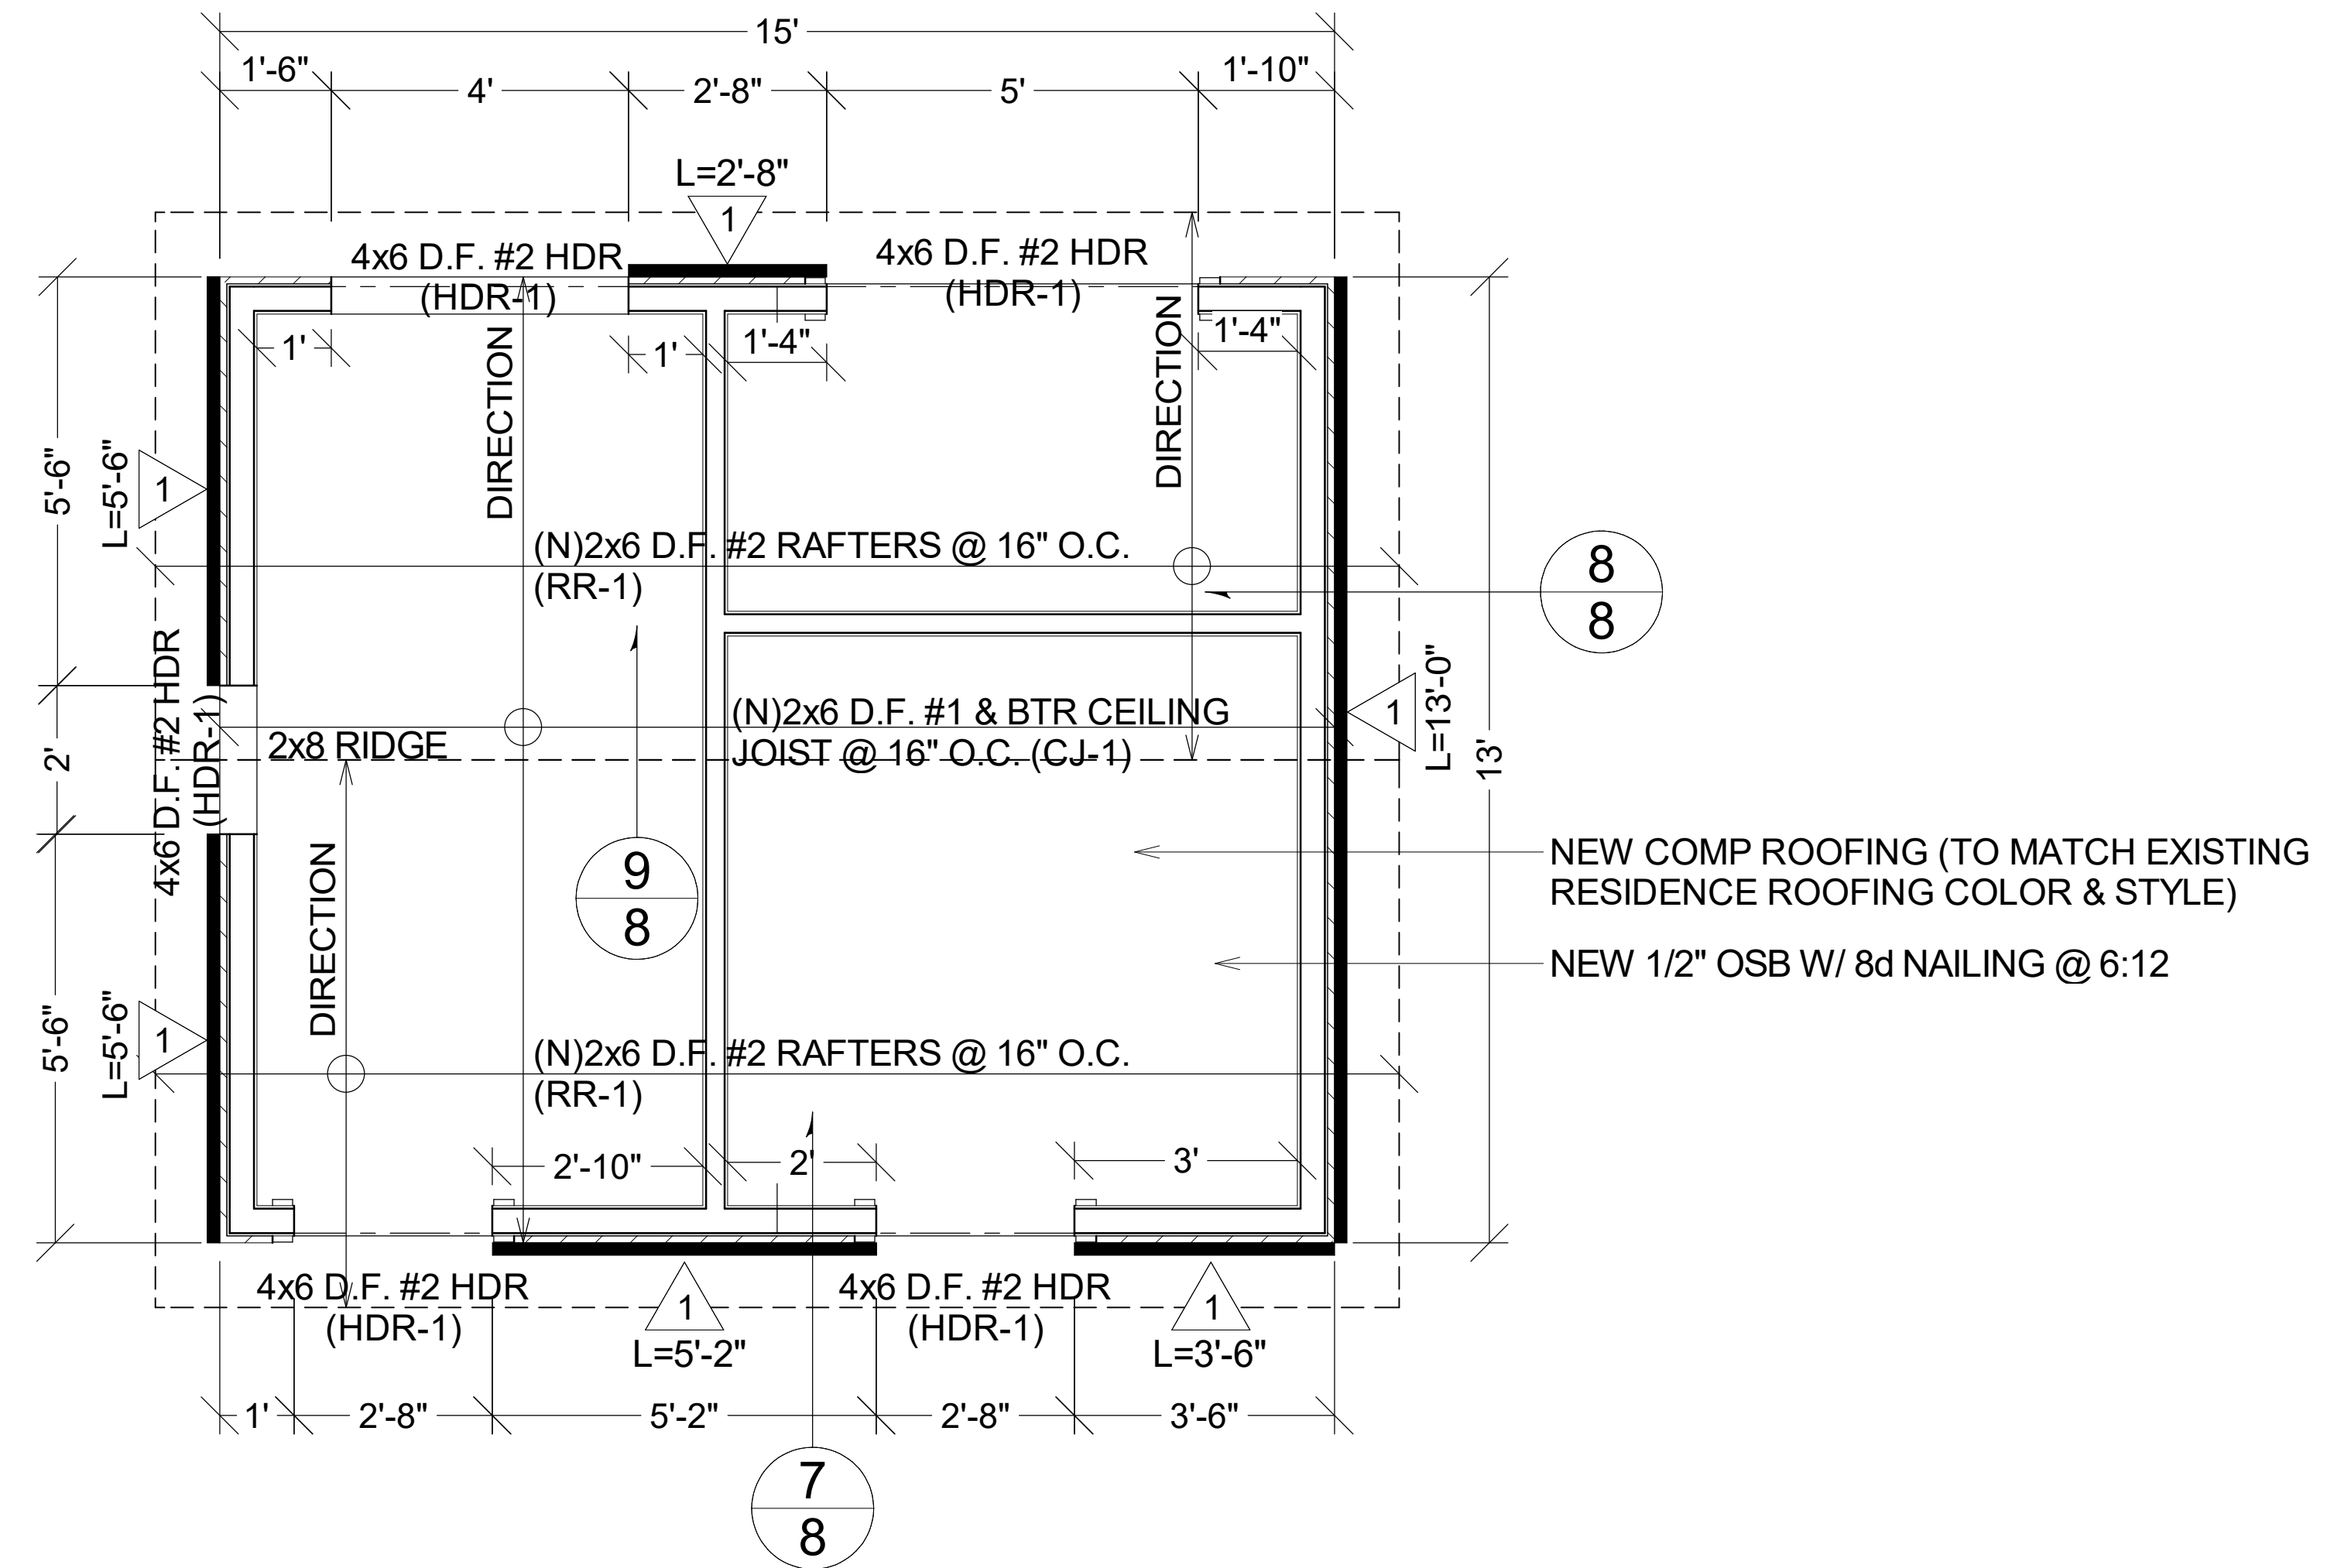 15'
1'-6"
4'
2'-8"
5'
1'-10"
L=2'-8"
1
4x6 D.F. #2 HDR
(HDR-1)
4x6 D.F. #2 HDR
(HDR-1)
1'
1'
1'-4"
1'-4"
DIRECTION
DIRECTION
5'-6"
L=5'-6"
1
(N)2x6 D.F. #2 RAFTERS @ 16" O.C.
(RR-1)
8
8
4x6 D.F. #2 HDR
(HDR-1)
2'
2x8 RIDGE
(N)2x6 D.F. #1 & BTR CEILING
JOIST @ 16" O.C. (CJ-1)
1
L=13'-0"
13'
9
8
DIRECTION
NEW COMP ROOFING (TO MATCH EXISTING
RESIDENCE ROOFING COLOR & STYLE)
NEW 1/2" OSB W/ 8d NAILING @ 6:12
5'-6"
L=5'-6"
1
(N)2x6 D.F. #2 RAFTERS @ 16" O.C.
(RR-1)
2'-10"
2'
3'
4x6 D.F. #2 HDR
(HDR-1)
1
L=5'-2"
4x6 D.F. #2 HDR
(HDR-1)
1
L=3'-6"
1'
2'-8"
5'-2"
2'-8"
3'-6"
7
8